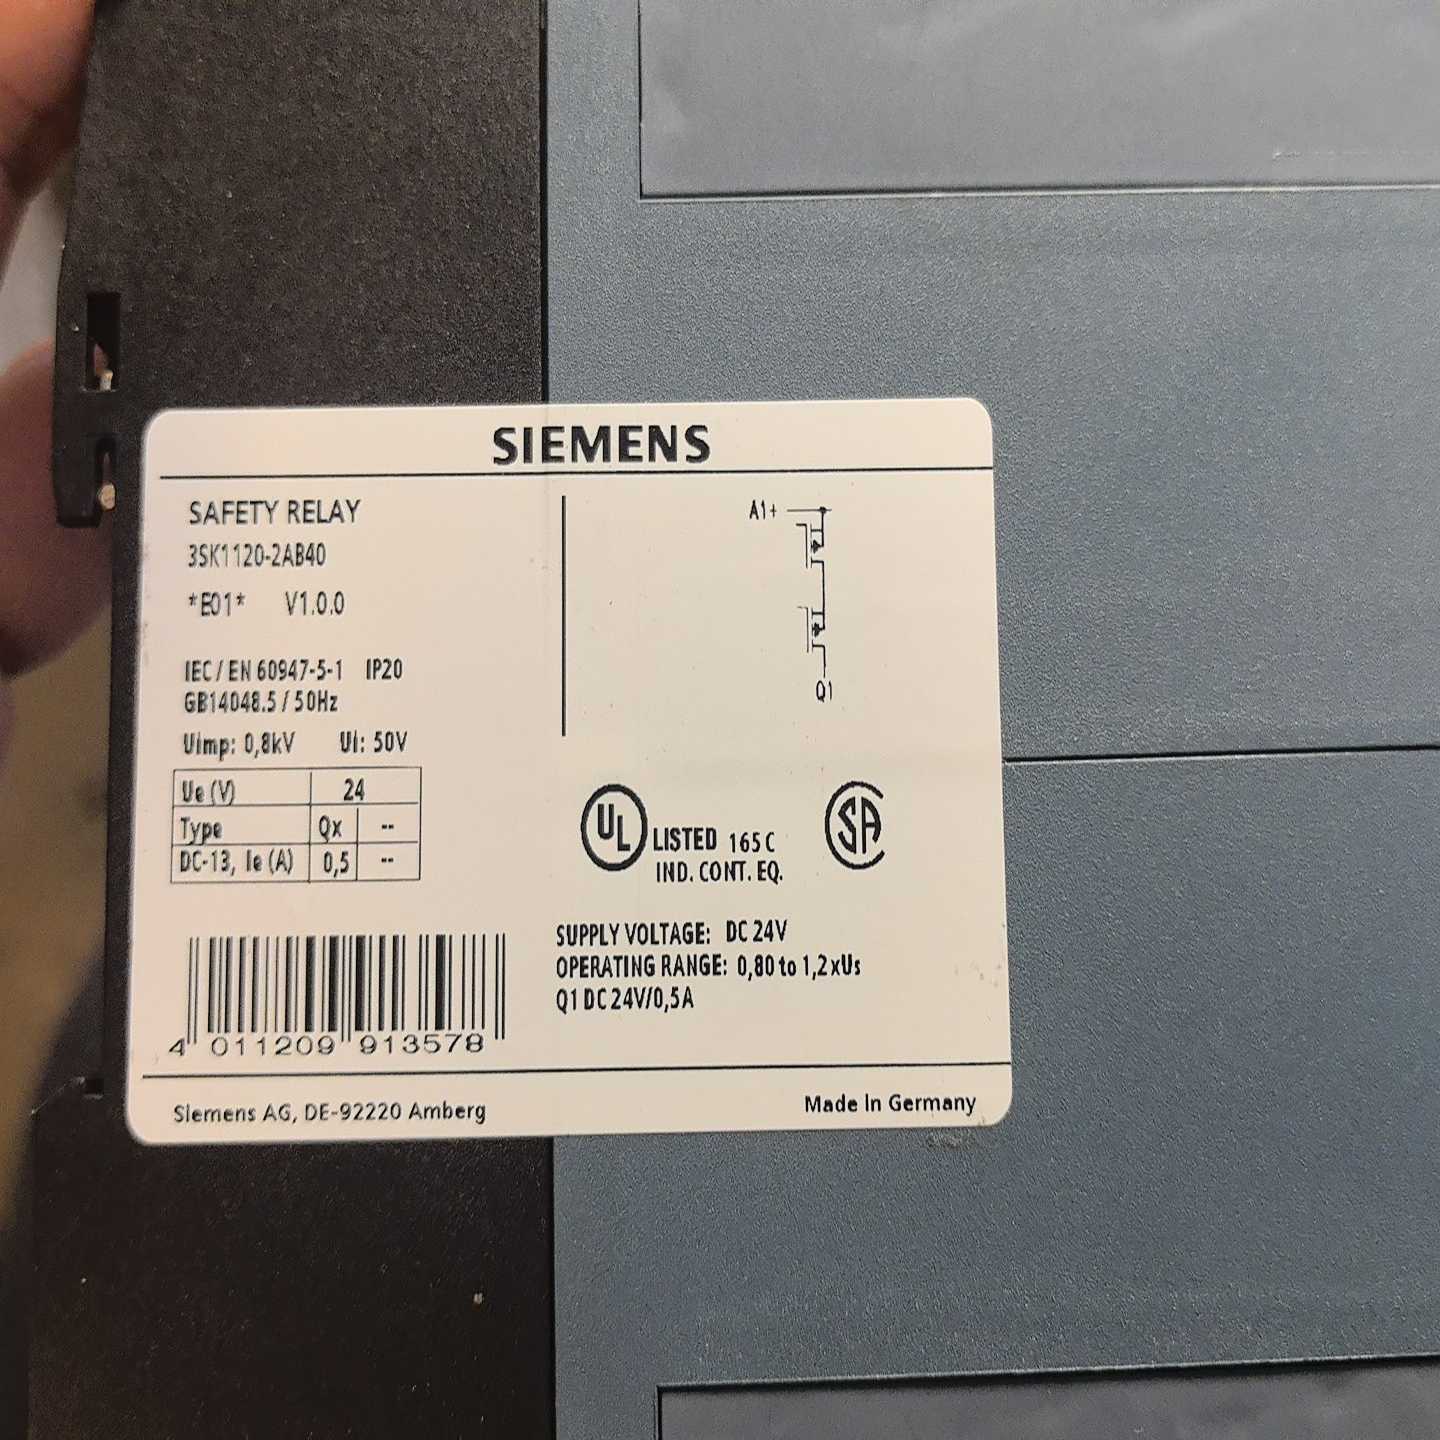 SIEMENS
SAFETY RELAY
3SK1120-2AB40
*E01* V1.0.0
IEC / EN 60947-5-1 IP20
GB14048.5 / 50Hz
Uimp: 0,8kV Ui: 50V
Ue (V) 24
Type Qx --
DC-13, Ie (A) 0,5 --
4 011209 913578
A1+
Q1
UL LISTED 165C
IND. CONT. EQ.
SA
SUPPLY VOLTAGE: DC 24V
OPERATING RANGE: 0,80 to 1,2xUs
Q1 DC 24V/0,5A
Siemens AG, DE-92220 Amberg
Made in Germany